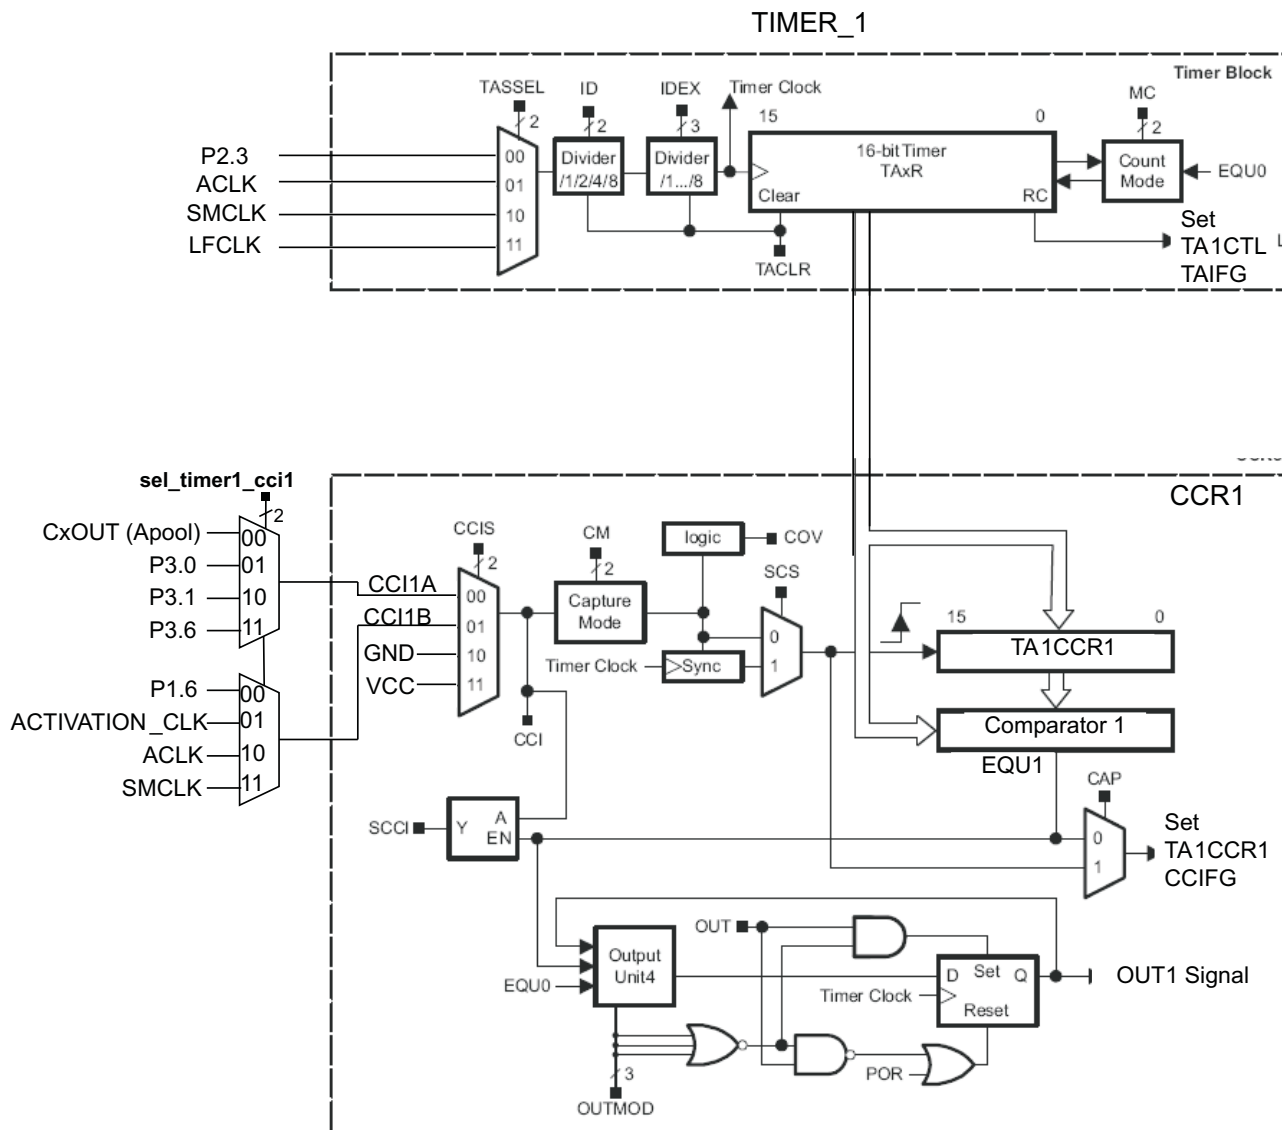 TIMER_1
Timer Block
TASSEL
ID
IDEX
Timer Clock
MC
2
2
3
15
0
2
P2.3
ACLK
SMCLK
LFCLK
00
01
10
11
Divider
/1/2/4/8
Divider
/1.../8
16-bit Timer
TAxR
Clear
RC
Count
Mode
EQU0
TACLR
Set
TA1CTL
TAIFG
sel_timer1_cci1
2
CCR1
CxOUT (Apool)
P3.0
P3.1
P3.6
00
01
10
11
P1.6
ACTIVATION_CLK
ACLK
SMCLK
00
01
10
11
CCI1A
CCI1B
GND
VCC
CCIS
2
00
01
10
11
CCI
CM
2
Capture
Mode
logic
COV
SCS
0
1
Timer Clock
Sync
15
0
TA1CCR1
Comparator 1
EQU1
CAP
0
1
Set
TA1CCR1
CCIFG
SCCI
Y
A
EN
OUT
Output
Unit4
EQU0
Timer Clock
D
Set
Q
Reset
OUT1 Signal
3
OUTMOD
POR